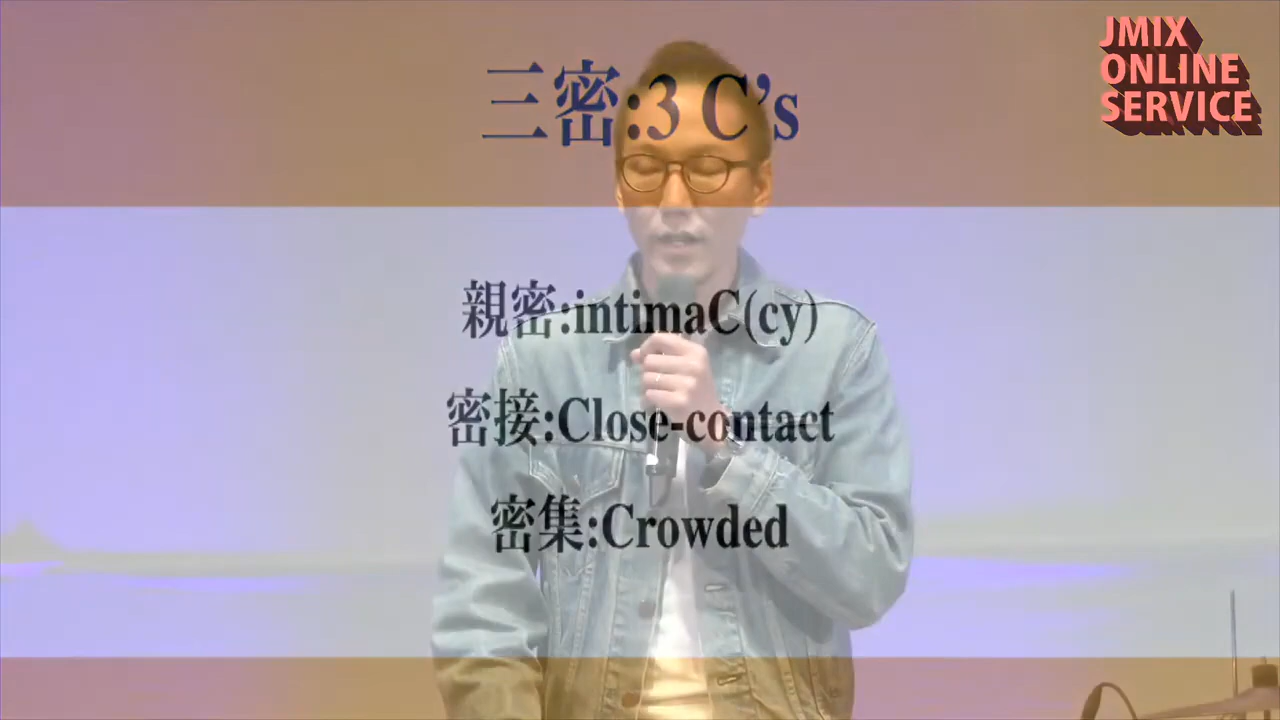 JMIX
ONLINE
SERVICE
三密:3 C’s
親密:intimaC(cy)
密接:Close-contact
密集:Crowded